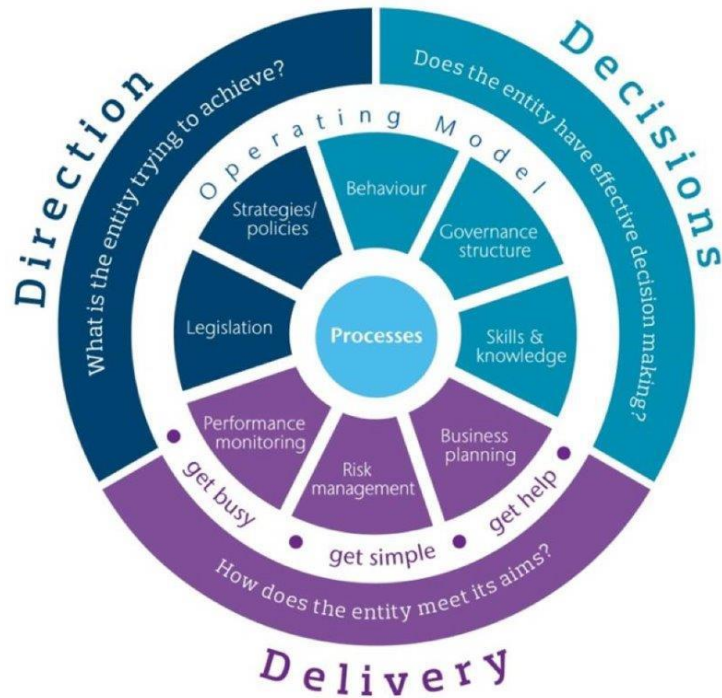 Direction
What is the entity trying to achieve?
Decisions
Does the entity have effective decision making?
Delivery
How does the entity meet its aims?
Operating Model
Strategies/
policies
Behaviour
Governance
structure
Legislation
Processes
Skills &
knowledge
Performance
monitoring
Risk
management
Business
planning
• get busy
• get simple
• get help •